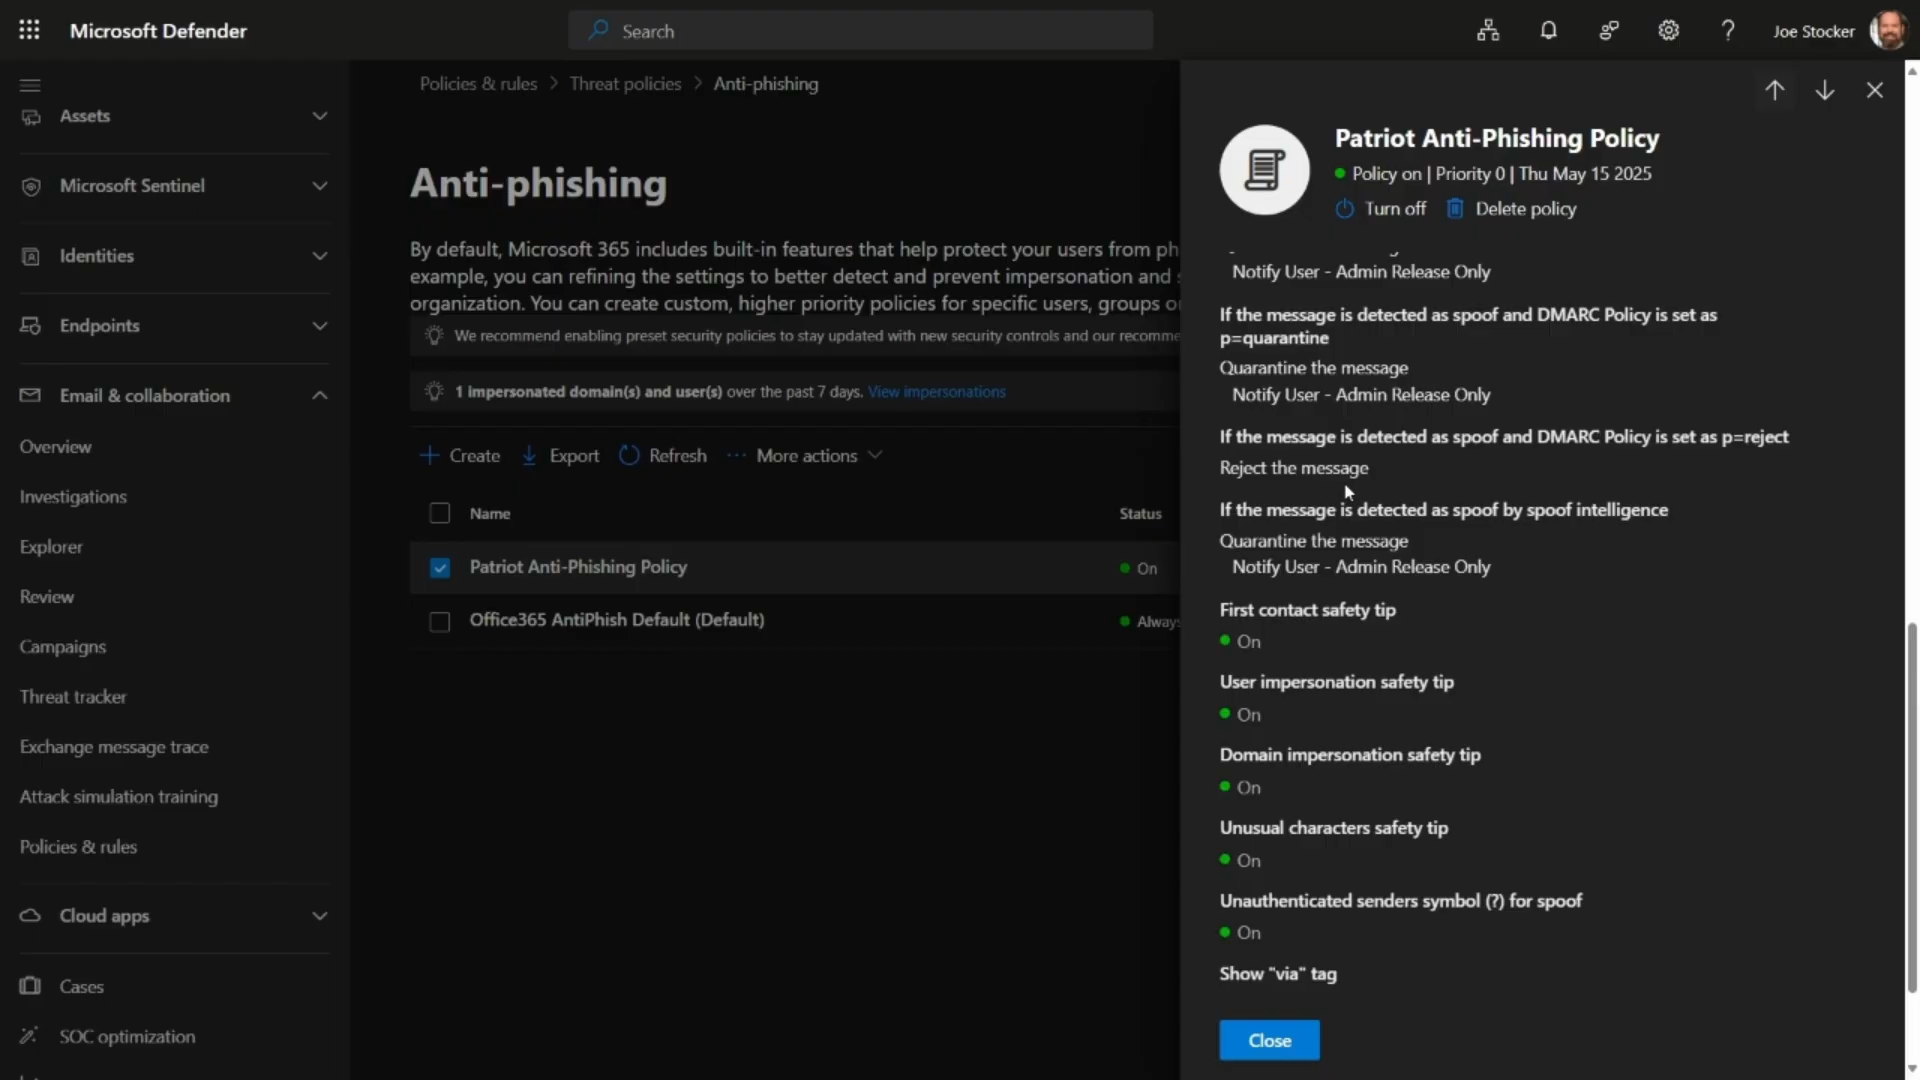 Microsoft Defender
Search
Joe Stocker
Assets
Microsoft Sentinel
Identities
Endpoints
Email & collaboration
Overview
Investigations
Explorer
Review
Campaigns
Threat tracker
Exchange message trace
Attack simulation training
Policies & rules
Cloud apps
Cases
SOC optimization
Policies & rules > Threat policies > Anti-phishing
Anti-phishing
By default, Microsoft 365 includes built-in features that help protect your users from ph
example, you can refining the settings to better detect and prevent impersonation and s
organization. You can create custom, higher priority policies for specific users, groups o
We recommend enabling preset security policies to stay updated with new security controls and our recomme
1 impersonated domain(s) and user(s) over the past 7 days. View impersonations
Create Export Refresh More actions
Name Status
Patriot Anti-Phishing Policy On
Office365 AntiPhish Default (Default) Always
Patriot Anti-Phishing Policy
Policy on | Priority 0 | Thu May 15 2025
Turn off Delete policy
Notify User - Admin Release Only
If the message is detected as spoof and DMARC Policy is set as
p=quarantine
Quarantine the message
Notify User - Admin Release Only
If the message is detected as spoof and DMARC Policy is set as p=reject
Reject the message
If the message is detected as spoof by spoof intelligence
Quarantine the message
Notify User - Admin Release Only
First contact safety tip
On
User impersonation safety tip
On
Domain impersonation safety tip
On
Unusual characters safety tip
On
Unauthenticated senders symbol (?) for spoof
On
Show "via" tag
Close